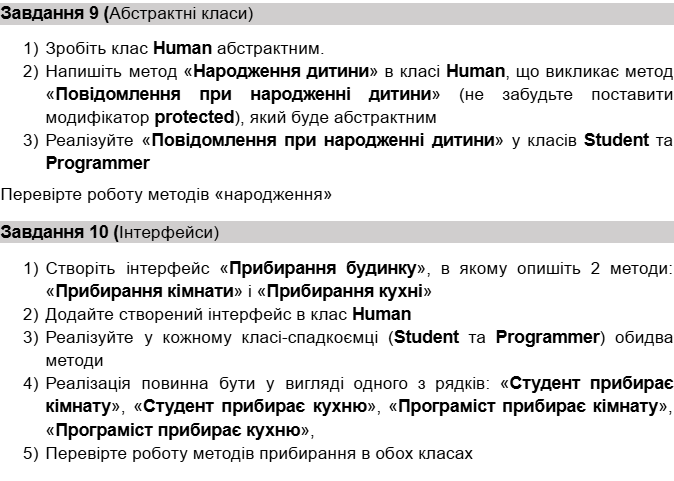 Завдання 9 (Абстрактні класи)
1) Зробіть клас Human абстрактним.
2) Напишіть метод «Народження дитини» в класі Human, що викликає метод
«Повідомлення при народженні дитини» (не забудьте поставити
модифікатор protected), який буде абстрактним
3) Реалізуйте «Повідомлення при народженні дитини» у класів Student та
Programmer
Перевірте роботу методів «народження»
Завдання 10 (Інтерфейси)
1) Створіть інтерфейс «Прибирання будинку», в якому опишіть 2 методи:
«Прибирання кімнати» і «Прибирання кухні»
2) Додайте створений інтерфейс в клас Human
3) Реалізуйте у кожному класі-спадкоємці (Student та Programmer) обидва
методи
4) Реалізація повинна бути у вигляді одного з рядків: «Студент прибирає
кімнату», «Студент прибирає кухню», «Програміст прибирає кімнату»,
«Програміст прибирає кухню»,
5) Перевірте роботу методів прибирання в обох класах